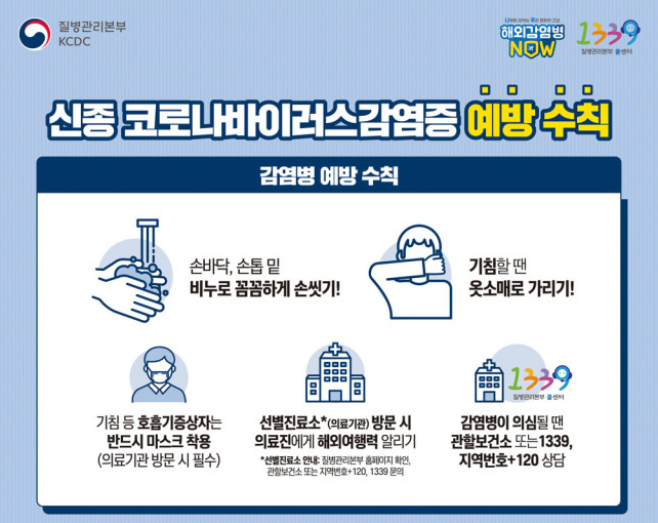 질병관리본부
KCDC
해외감염병
NOW
1339
질병관리본부 콜센터
신종 코로나바이러스감염증 예방 수칙
감염병 예방 수칙
손바닥, 손톱 밑
비누로 꼼꼼하게 손씻기!
기침할 땐
옷소매로 가리기!
기침 등 호흡기증상자는
반드시 마스크 착용
(의료기관 방문 시 필수)
선별진료소*(의료기관) 방문 시
의료진에게 해외여행력 알리기
*선별진료소 안내: 질병관리본부 홈페이지 확인,
관할보건소 또는 지역번호+120, 1339 문의
1339
질병관리본부 콜센터
감염병이 의심될 땐
관할보건소 또는 1339,
지역번호+120 상담